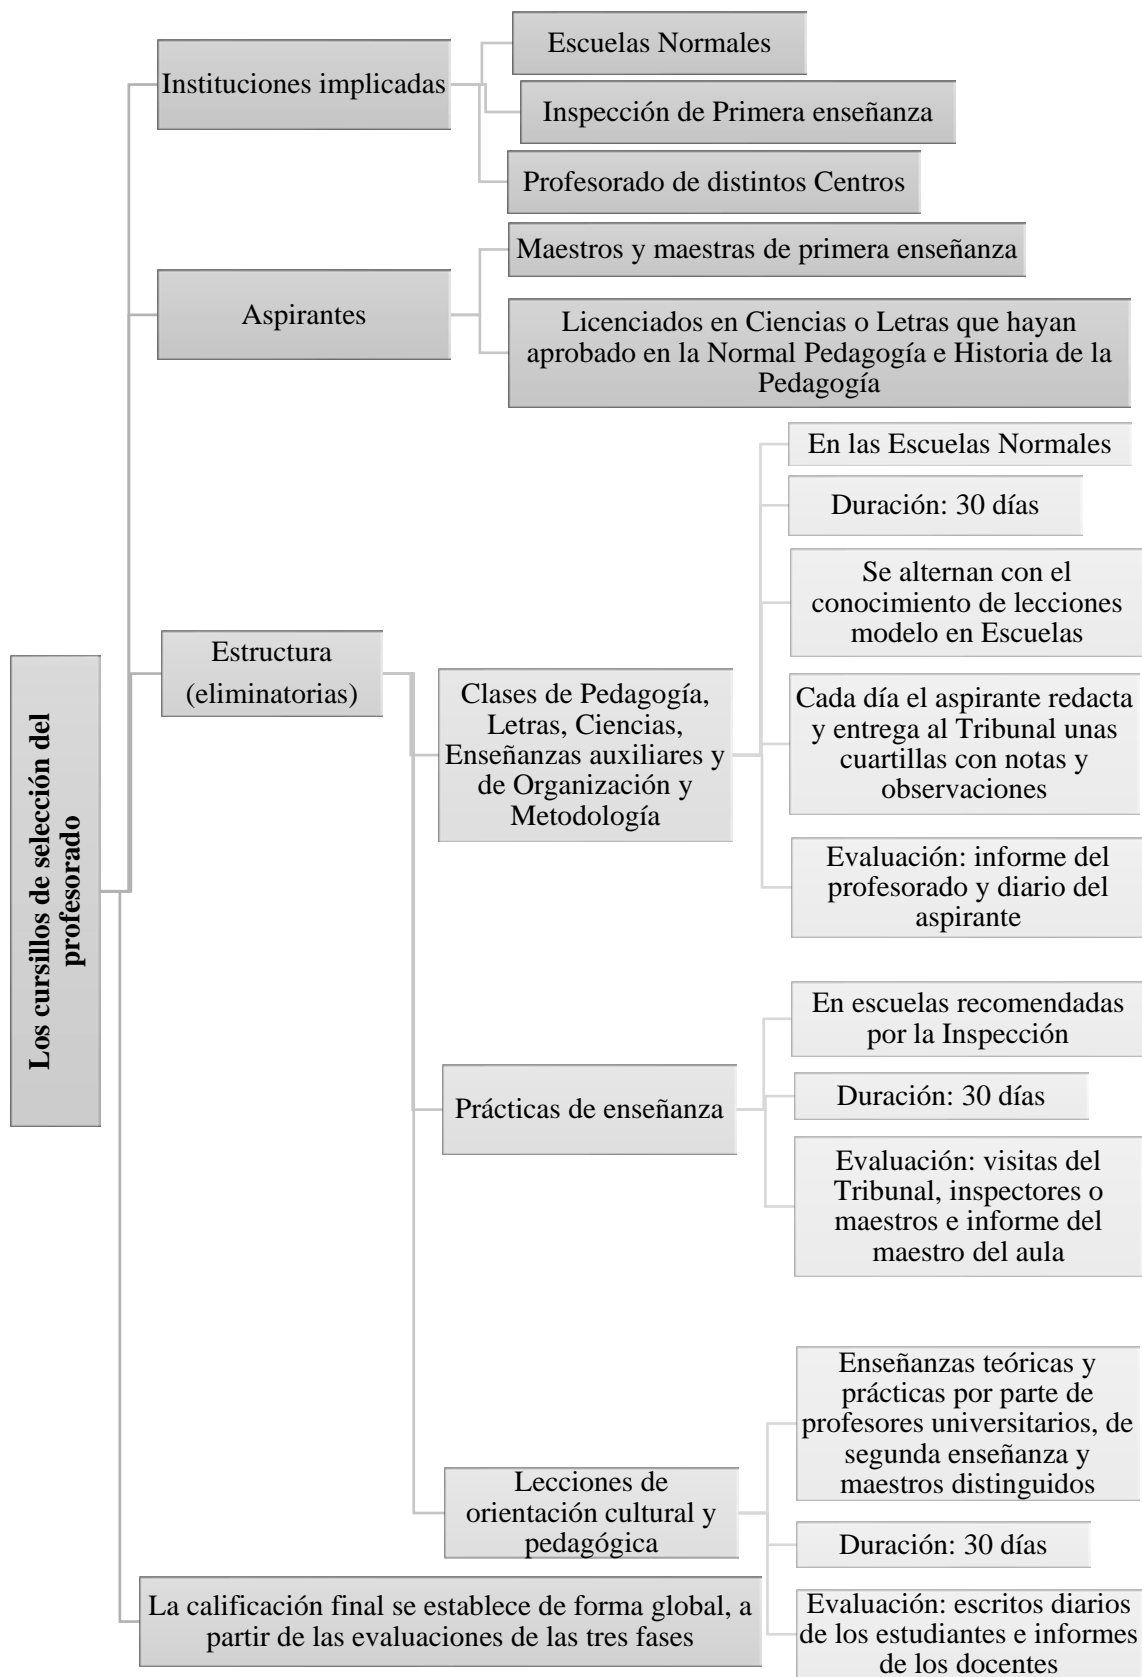 Los cursillos de selección del
profesorado
Instituciones implicadas
Escuelas Normales
Inspección de Primera enseñanza
Profesorado de distintos Centros
Aspirantes
Maestros y maestras de primera enseñanza
Licenciados en Ciencias o Letras que hayan
aprobado en la Normal Pedagogía e Historia de la
Pedagogía
Estructura
(eliminatorias)
Clases de Pedagogía,
Letras, Ciencias,
Enseñanzas auxiliares y
de Organización y
Metodología
En las Escuelas Normales
Duración: 30 días
Se alternan con el
conocimiento de lecciones
modelo en Escuelas
Cada día el aspirante redacta
y entrega al Tribunal unas
cuartillas con notas y
observaciones
Evaluación: informe del
profesorado y diario del
aspirante
Prácticas de enseñanza
En escuelas recomendadas
por la Inspección
Duración: 30 días
Evaluación: visitas del
Tribunal, inspectores o
maestros e informe del
maestro del aula
Lecciones de
orientación cultural y
pedagógica
Enseñanzas teóricas y
prácticas por parte de
profesores universitarios, de
segunda enseñanza y
maestros distinguidos
Duración: 30 días
Evaluación: escritos diarios
de los estudiantes e informes
de los docentes
La calificación final se establece de forma global, a
partir de las evaluaciones de las tres fases